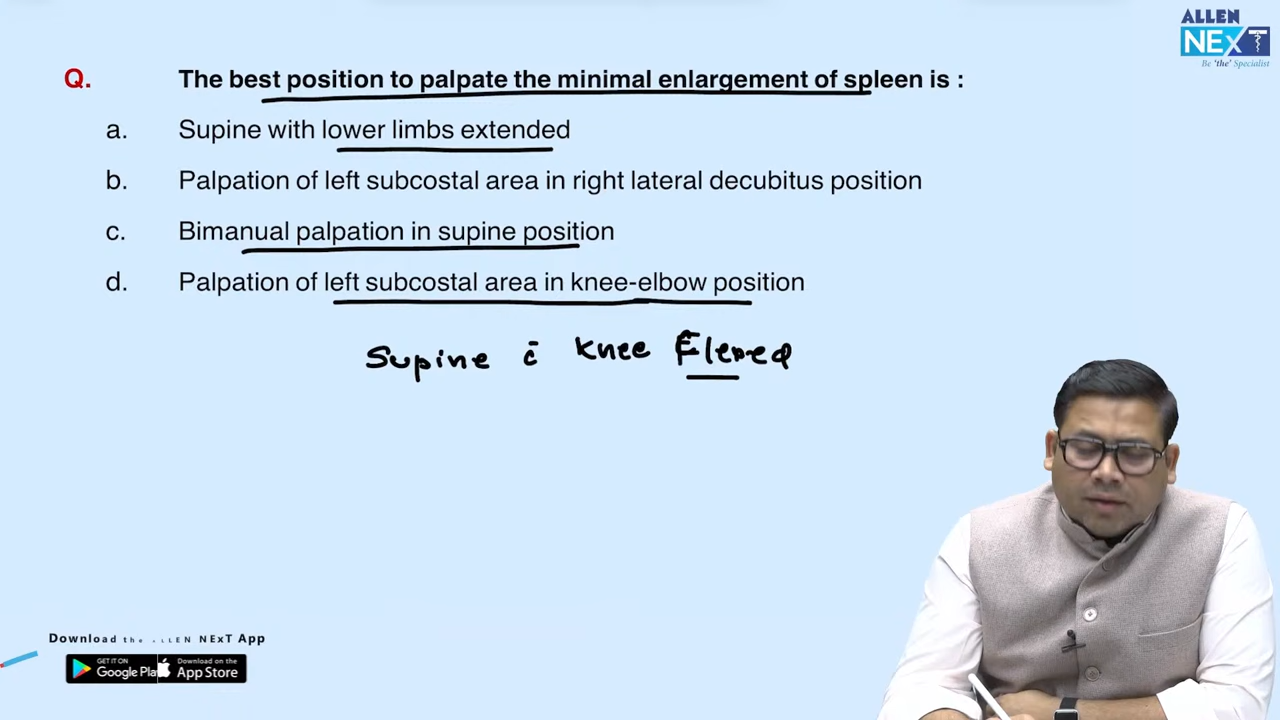 ALLEN
NExT
Be 'the' Specialist
Q. The best position to palpate the minimal enlargement of spleen is :
a. Supine with lower limbs extended
b. Palpation of left subcostal area in right lateral decubitus position
c. Bimanual palpation in supine position
d. Palpation of left subcostal area in knee-elbow position
Supine c̄ Knee Flexed
Download the ALLEN NExT App
GET IT ON
Google Pla
Download on the
App Store